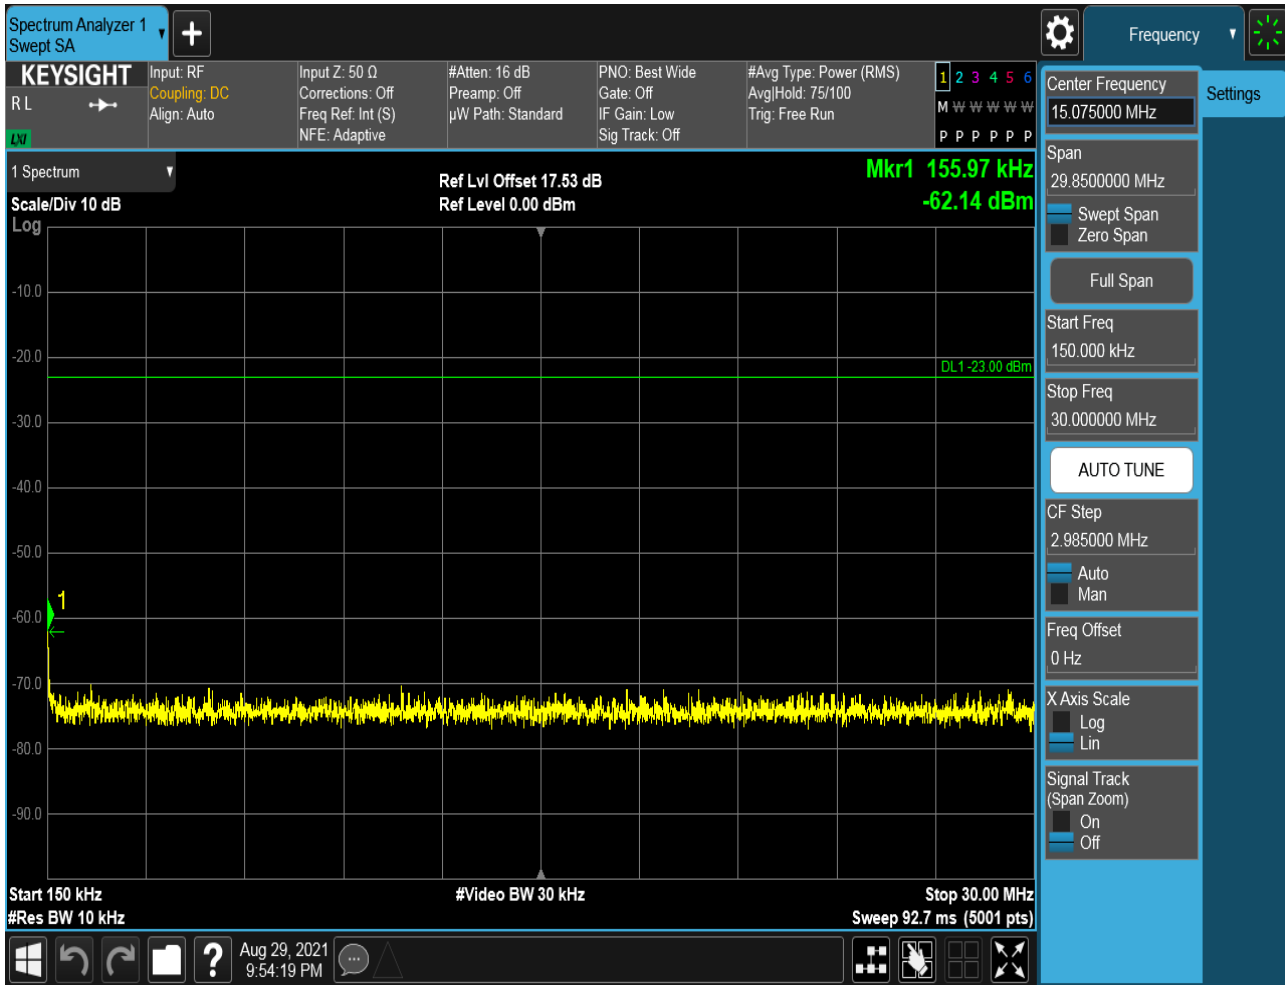 Spectrum Analyzer 1
Swept SA
Frequency
KEYSIGHT
R L
LXI
Input: RF
Coupling: DC
Align: Auto
Input Z: 50 Ω
Corrections: Off
Freq Ref: Int (S)
NFE: Adaptive
#Atten: 16 dB
Preamp: Off
µW Path: Standard
PNO: Best Wide
Gate: Off
IF Gain: Low
Sig Track: Off
#Avg Type: Power (RMS)
Avg|Hold: 75/100
Trig: Free Run
1 2 3 4 5 6
M W W W W W
P P P P P P
1 Spectrum
Scale/Div 10 dB
Log
Ref Lvl Offset 17.53 dB
Ref Level 0.00 dBm
Mkr1 155.97 kHz
-62.14 dBm
-10.0
-20.0
DL1 -23.00 dBm
-30.0
-40.0
-50.0
1
-60.0
-70.0
-80.0
-90.0
Start 150 kHz
#Video BW 30 kHz
Stop 30.00 MHz
#Res BW 10 kHz
Sweep 92.7 ms (5001 pts)
?
Aug 29, 2021
9:54:19 PM
Center Frequency
15.075000 MHz
Settings
Span
29.8500000 MHz
Swept Span
Zero Span
Full Span
Start Freq
150.000 kHz
Stop Freq
30.000000 MHz
AUTO TUNE
CF Step
2.985000 MHz
Auto
Man
Freq Offset
0 Hz
X Axis Scale
Log
Lin
Signal Track
(Span Zoom)
On
Off